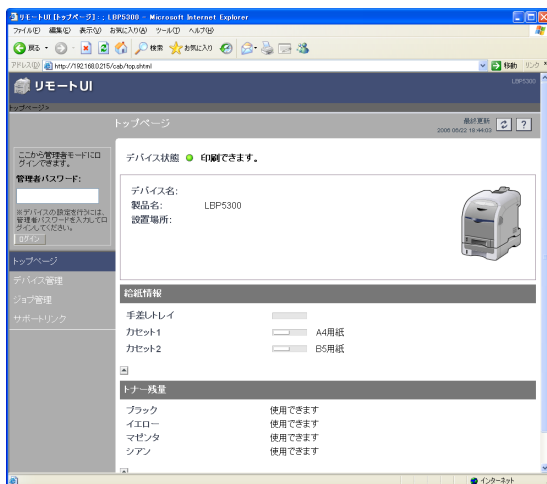 リモートUI [トップページ] : ; LBP5300 - Microsoft Internet Explorer
ファイル(F) 編集(E) 表示(V) お気に入り(A) ツール(T) ヘルプ(H)
戻る 検索 お気に入り
アドレス(D) http://192.168.0.215/cab/top.shtml 移動 リンク
リモートUI LBP5300
トップページ>
トップページ 最終更新
2006 06/22 18:44:03
ここから管理者モードにログインできます。
管理者パスワード:
※デバイスの設定を行うには、管理者パスワードを入力してログインしてください。
ログイン
トップページ
デバイス管理
ジョブ管理
サポートリンク
デバイス状態 印刷できます。
デバイス名:
製品名: LBP5300
設置場所:
給紙情報
手差しトレイ
カセット1 A4用紙
カセット2 B5用紙
トナー残量
ブラック 使用できます
イエロー 使用できます
マゼンタ 使用できます
シアン 使用できます
インターネット